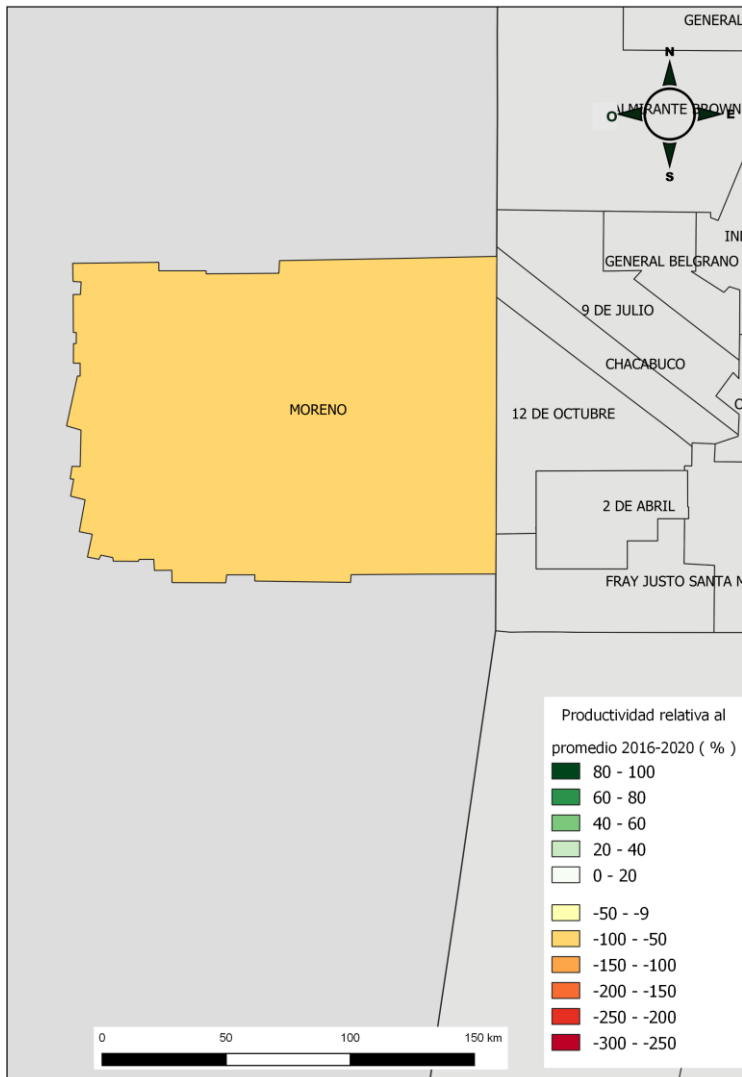 GENERAL
N
ALMIRANTE BROWN
O
E
S
IN
GENERAL BELGRANO
9 DE JULIO
CHACABUCO
MORENO
12 DE OCTUBRE
2 DE ABRIL
FRAY JUSTO SANTA M
Productividad relativa al
promedio 2016-2020 ( % )
80 - 100
60 - 80
40 - 60
20 - 40
0 - 20
-50 - -9
-100 - -50
-150 - -100
-200 - -150
-250 - -200
-300 - -250
0 50 100 150 km